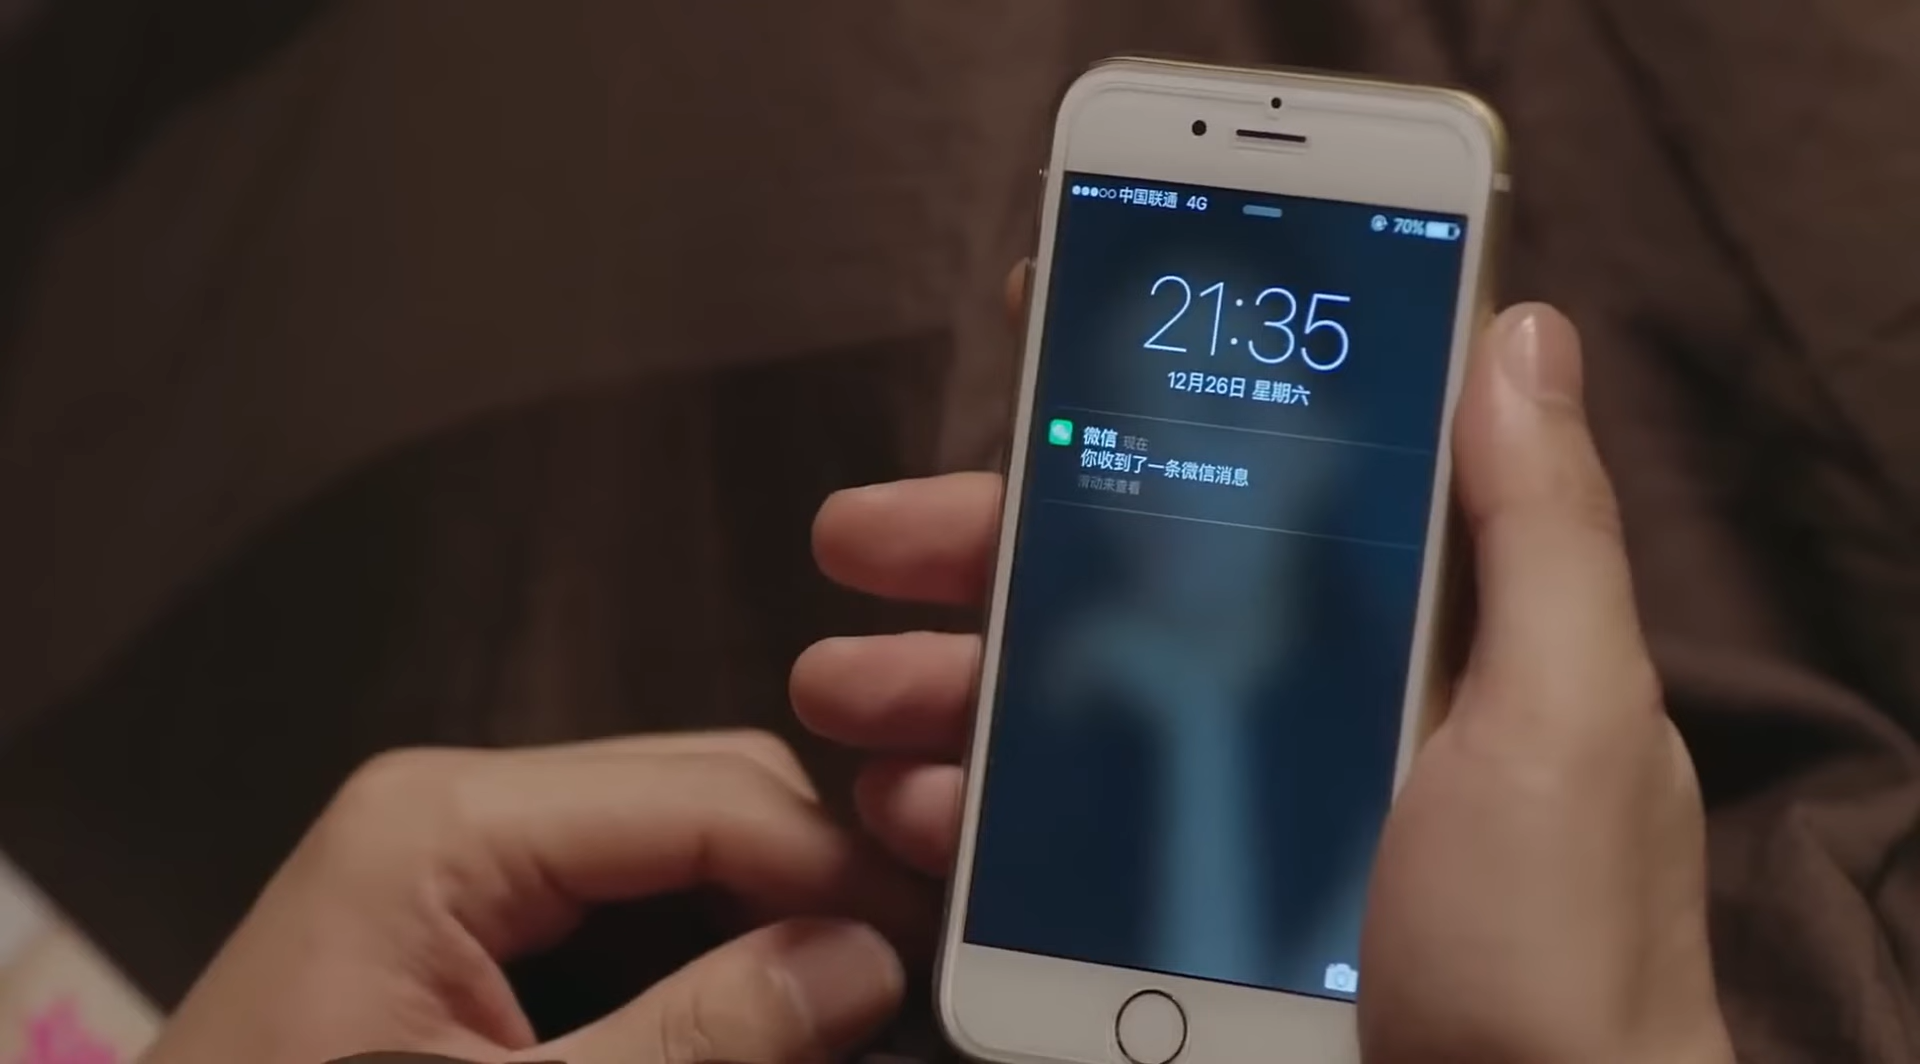 中国联通 4G
70%
21:35
12月26日 星期六
微信 现在
你收到了一条微信消息
滑动来查看